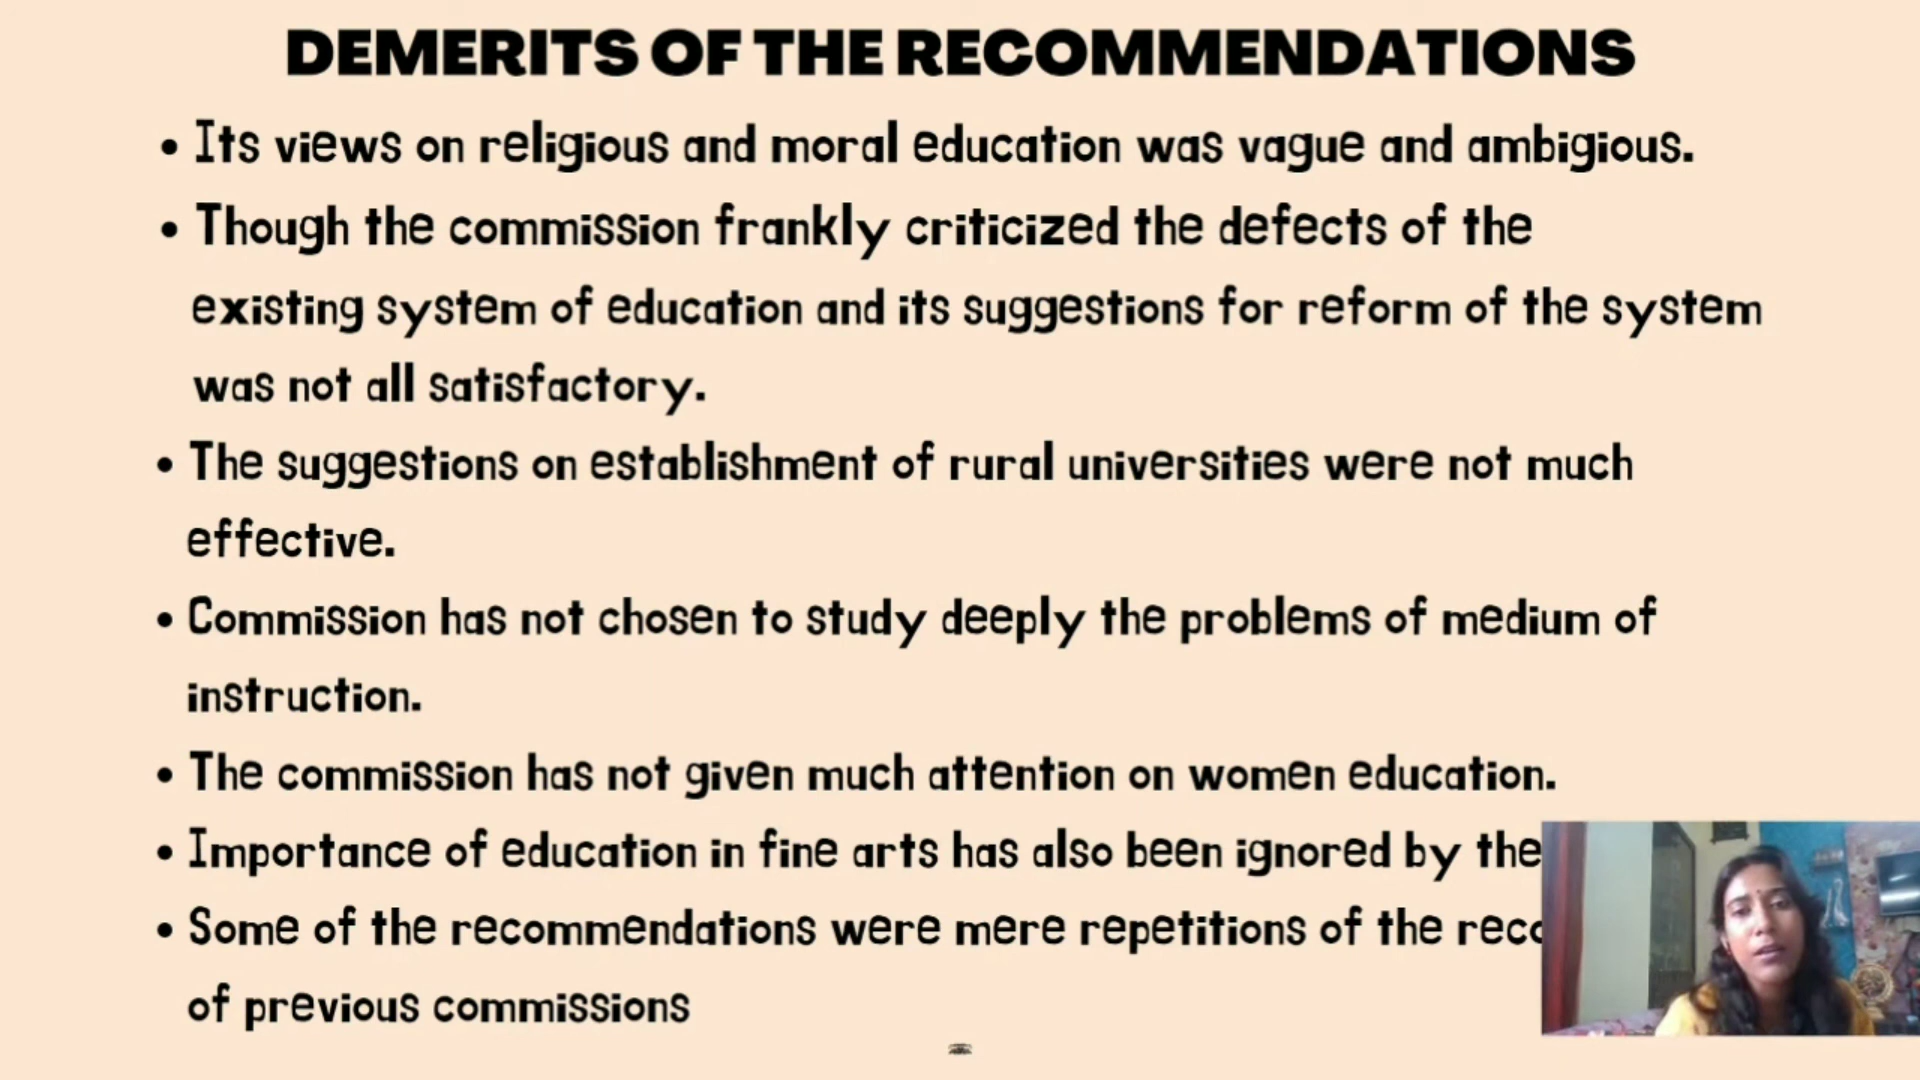 DEMERITS OF THE RECOMMENDATIONS
• Its views on religious and moral education was vague and ambigious.
• Though the commission frankly criticized the defects of the
existing system of education and its suggestions for reform of the system
was not all satisfactory.
• The suggestions on establishment of rural universities were not much
effective.
• Commission has not chosen to study deeply the problems of medium of
instruction.
• The commission has not given much attention on women education.
• Importance of education in fine arts has also been ignored by the
• Some of the recommendations were mere repetitions of the
of previous commissions